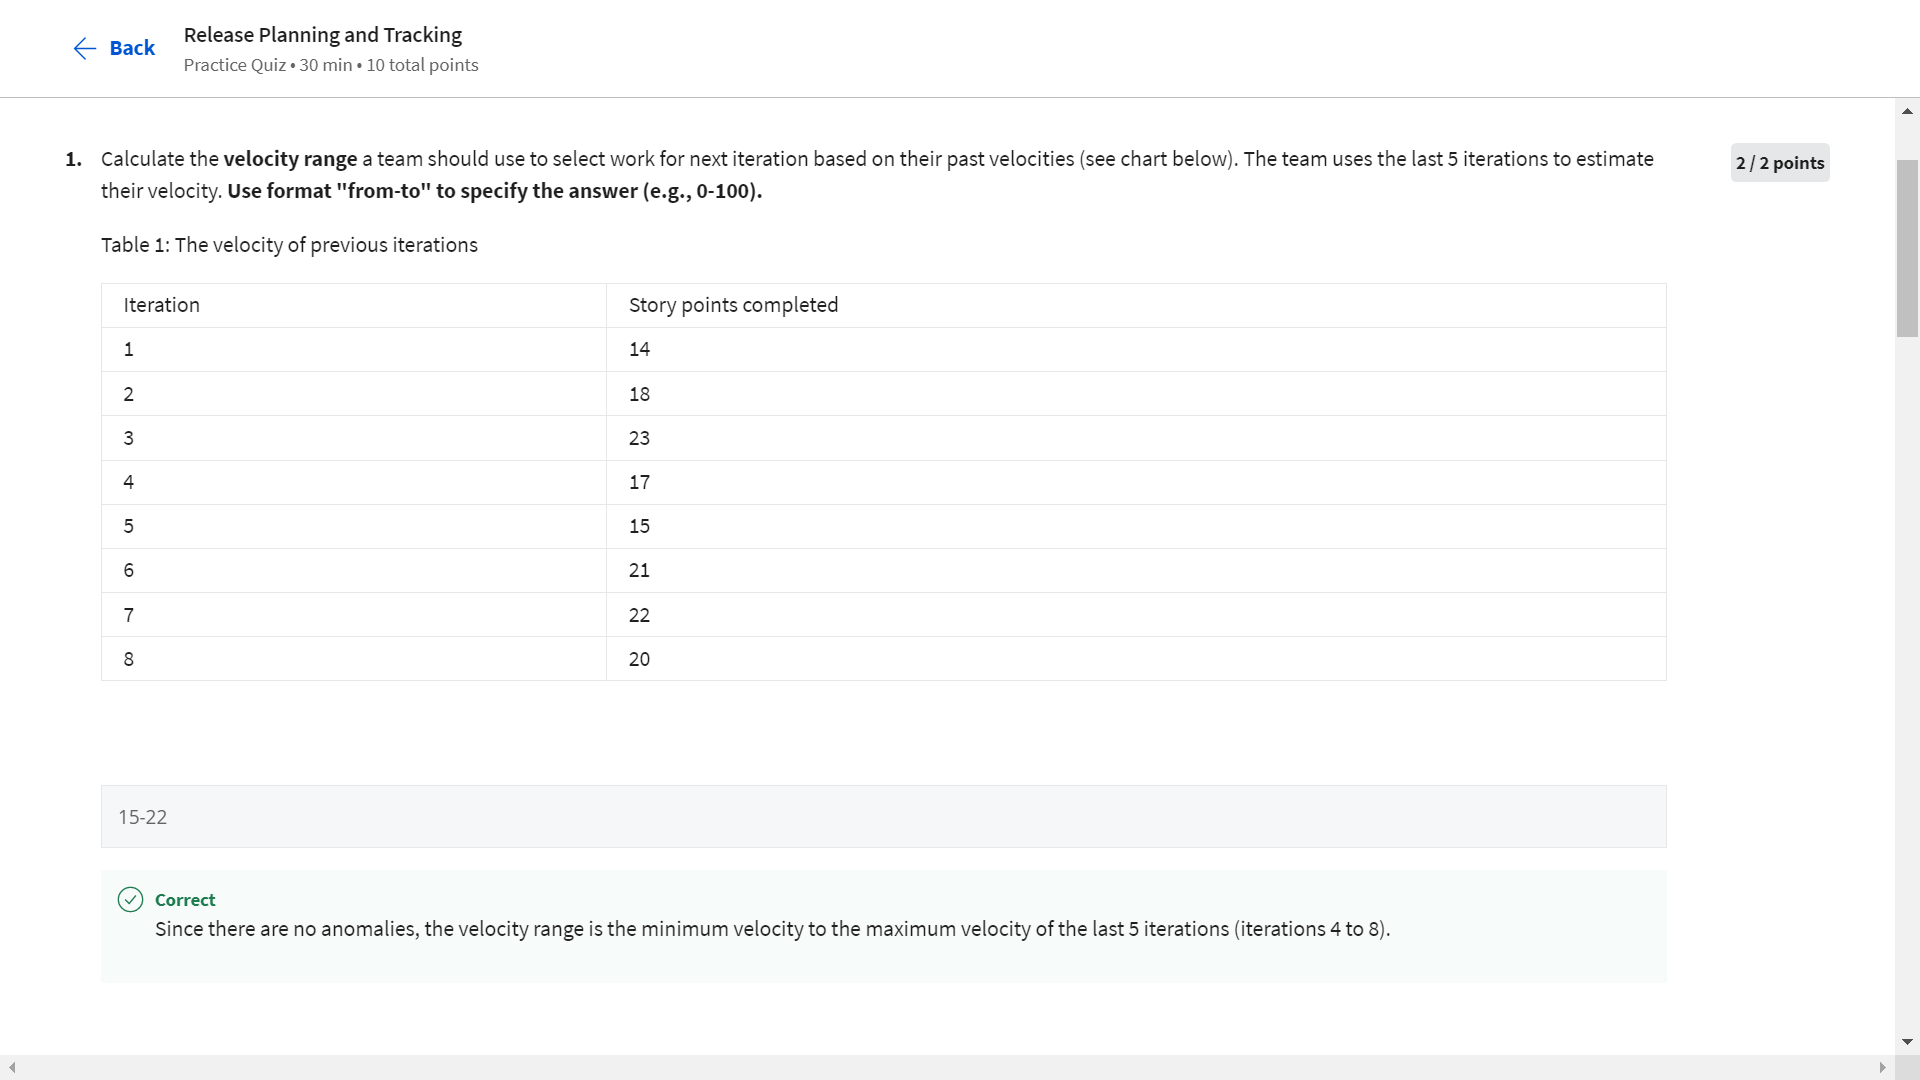 Back
Release Planning and Tracking
Practice Quiz • 30 min • 10 total points
1. Calculate the velocity range a team should use to select work for next iteration based on their past velocities (see chart below). The team uses the last 5 iterations to estimate
their velocity. Use format "from-to" to specify the answer (e.g., 0-100).
2 / 2 points
Table 1: The velocity of previous iterations
Iteration Story points completed
1 14
2 18
3 23
4 17
5 15
6 21
7 22
8 20
15-22
Correct
Since there are no anomalies, the velocity range is the minimum velocity to the maximum velocity of the last 5 iterations (iterations 4 to 8).